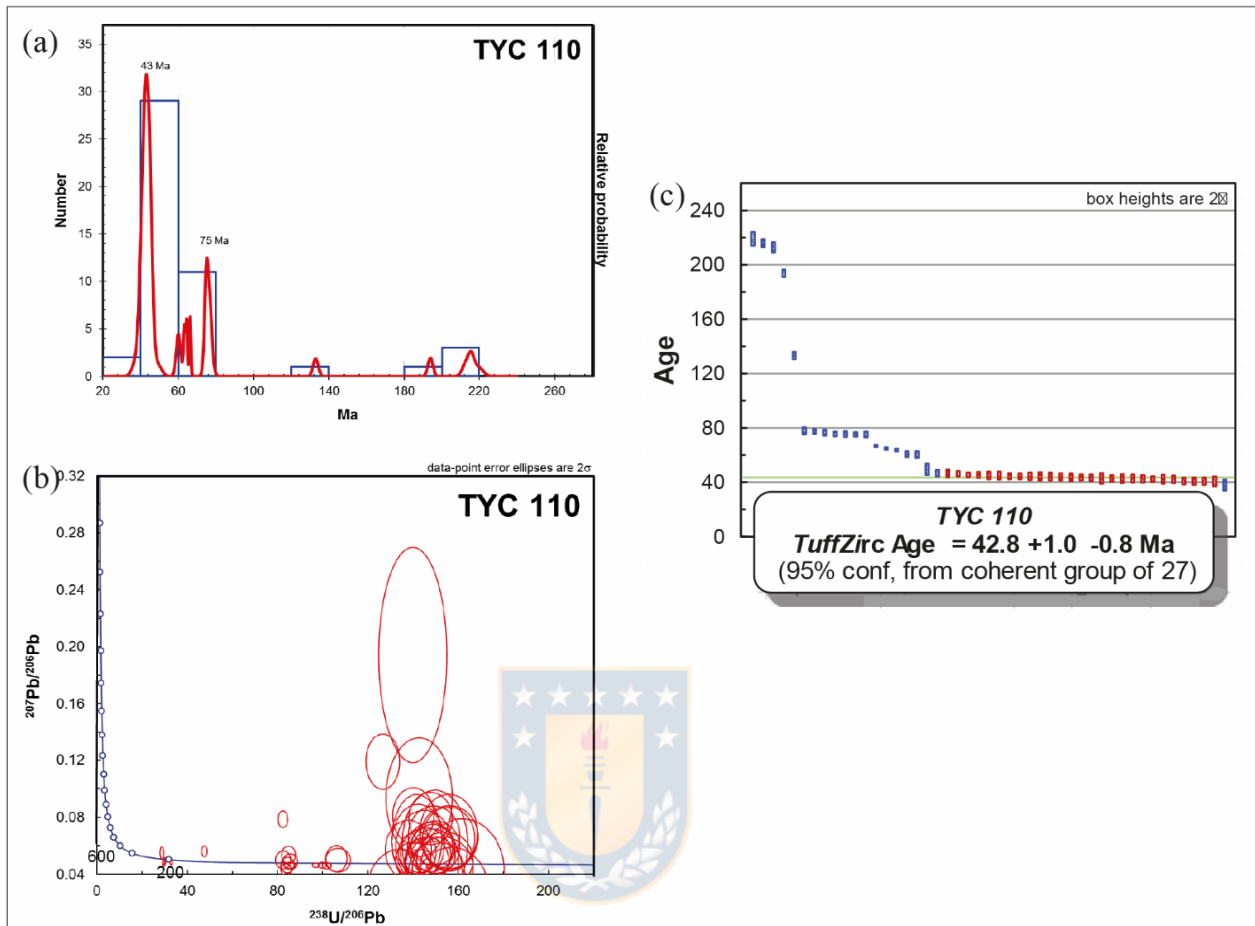 (a)
TYC 110
43 Ma
75 Ma
35
30
25
20
15
10
5
0
Number
Relative probability
20
60
100
140
180
220
260
Ma
(b)
data-point error ellipses are 2σ
TYC 110
0.32
0.28
0.24
0.20
0.16
0.12
0.08
0.04
207Pb/206Pb
600
200
0
40
80
120
160
200
238U/206Pb
(c)
box heights are 2
240
200
160
120
80
40
0
Age
TYC 110
TuffZirc Age = 42.8 +1.0 -0.8 Ma
(95% conf, from coherent group of 27)